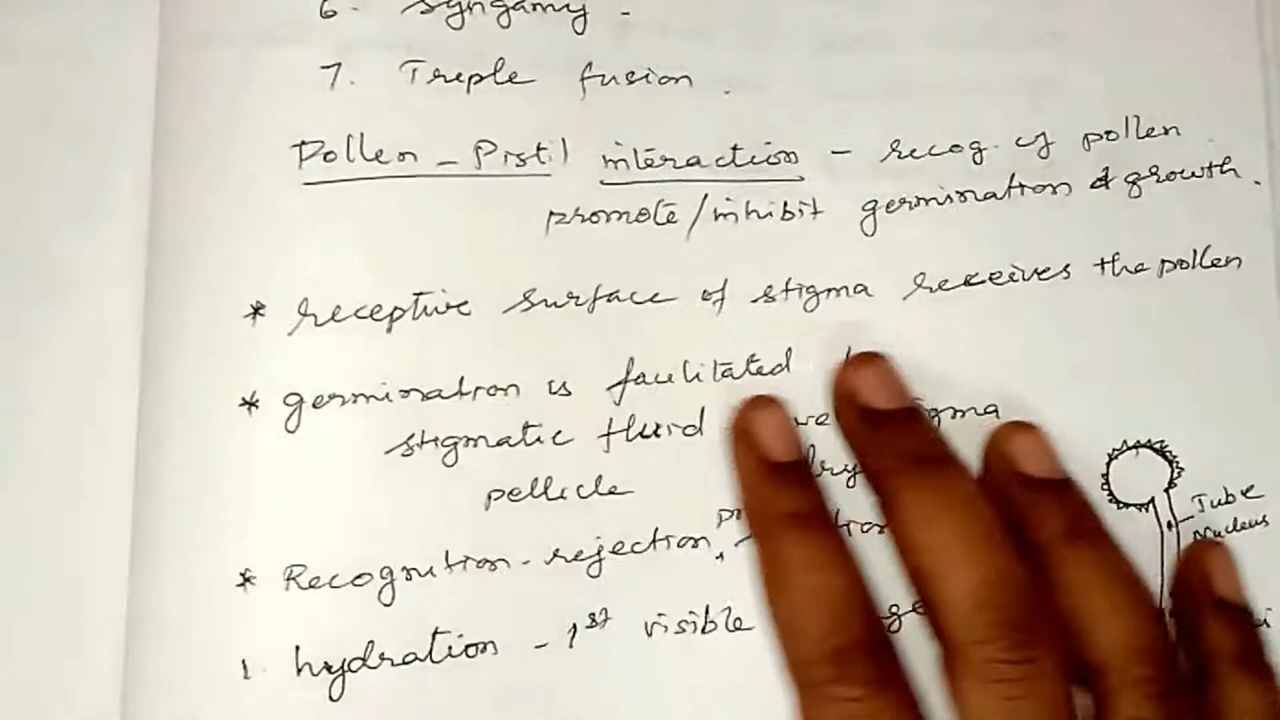 6. Syngamy.
7. Treple fusion.
Pollen - Pistil interaction - recog. of pollen
promote/inhibit germination & growth.
* receptive surface of stigma receives the pollen
* germination is facilitated
stigmatic fluid
pellicle
* Recognition-rejection,
1. hydration - 1st visible
Tube
Nucleus